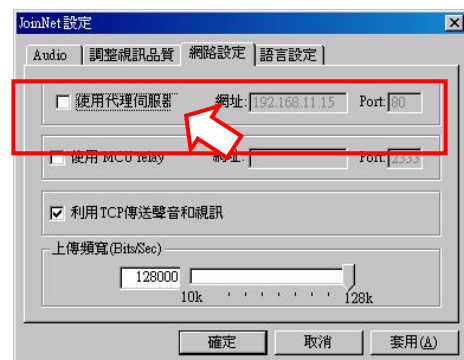 JoinNet 設定
Audio 調整視訊品質 網路設定 語言設定
使用代理伺服器 網址: 192.168.11.15 Port: 80
使用 MCU relay 網址: Port: 2333
利用TCP傳送聲音和視訊
上傳頻寬(Bits/Sec)
128000
10k 128k
確定 取消 套用(A)